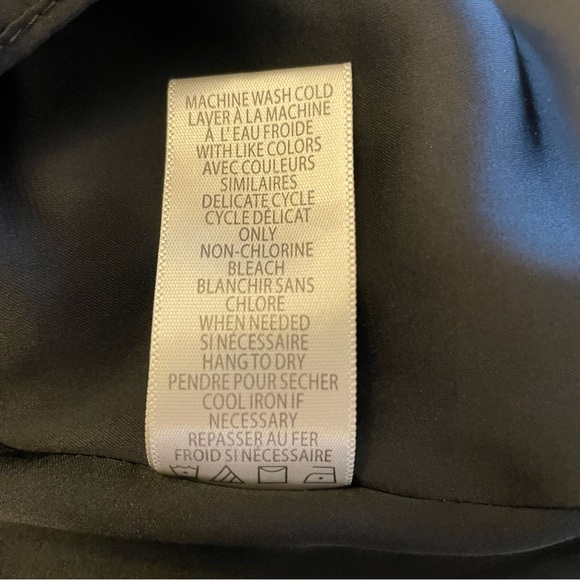 MACHINE WASH COLD
LAVER À LA MACHINE
À L'EAU FROIDE
WITH LIKE COLORS
AVEC COULEURS
SIMILAIRES
DELICATE CYCLE
CYCLE DÉLICAT
ONLY
NON-CHLORINE
BLEACH
BLANCHIR SANS
CHLORE
WHEN NEEDED
SI NÉCESSAIRE
HANG TO DRY
PENDRE POUR SECHER
COOL IRON IF
NECESSARY
REPASSER AU FER
FROID SI NÉCESSAIRE